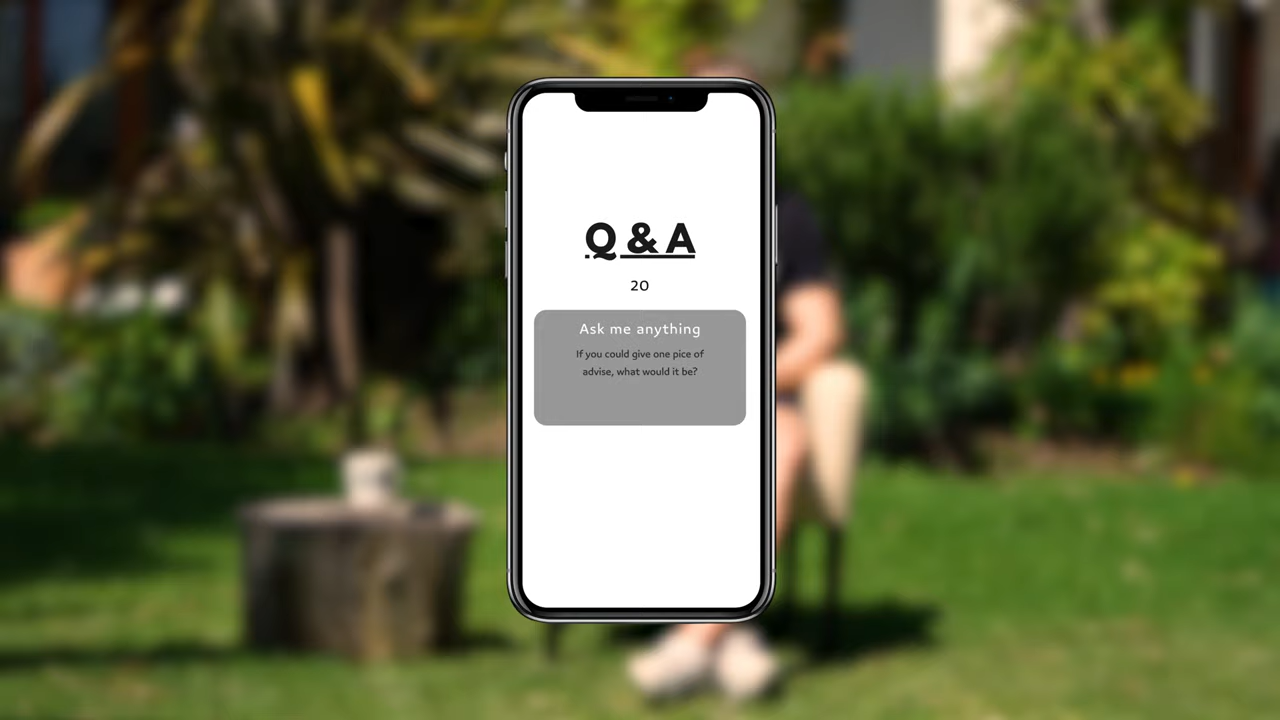 Q & A
20
Ask me anything
If you could give one pice of
advise, what would it be?